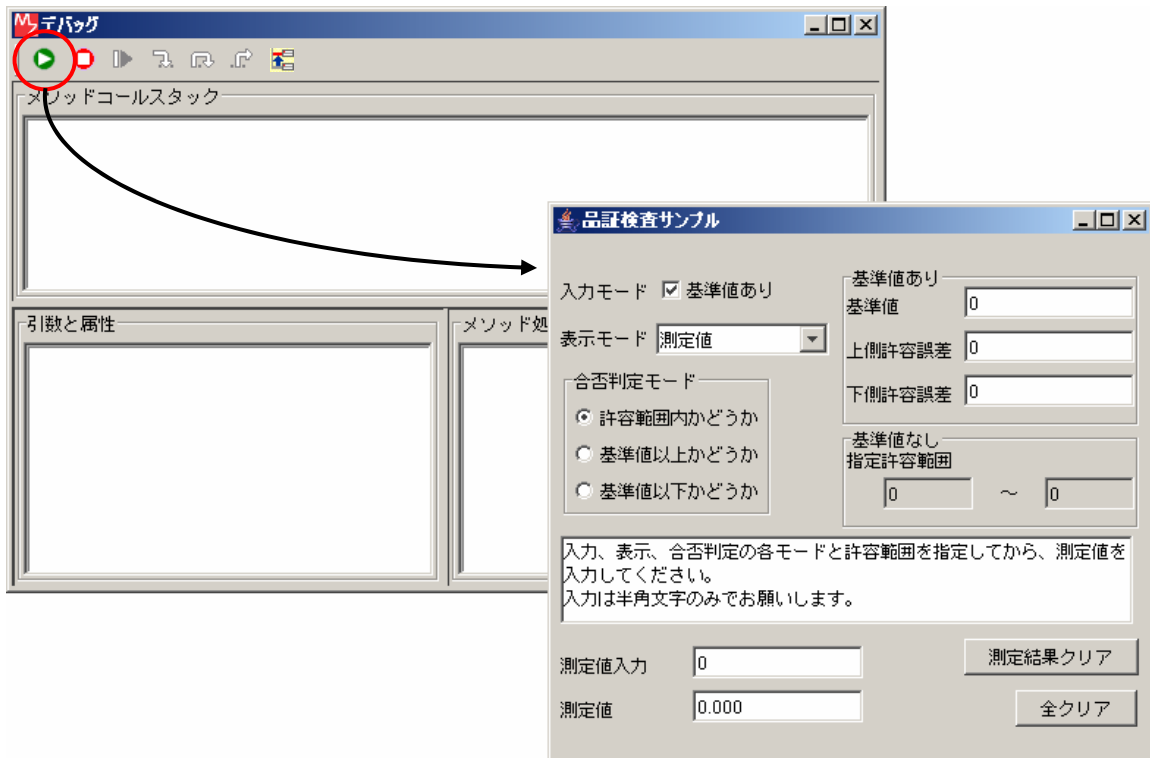 デバッグ
メソッドコールスタック
引数と属性
メソッド処
品証検査サンプル
入力モード 基準値あり
表示モード 測定値
合否判定モード
許容範囲内かどうか
基準値以上かどうか
基準値以下かどうか
基準値あり
基準値 0
上側許容誤差 0
下側許容誤差 0
基準値なし
指定許容範囲
0 ～ 0
入力、表示、合否判定の各モードと許容範囲を指定してから、測定値を
入力してください。
入力は半角文字のみでお願いします。
測定値入力 0
測定結果クリア
測定値 0.000
全クリア